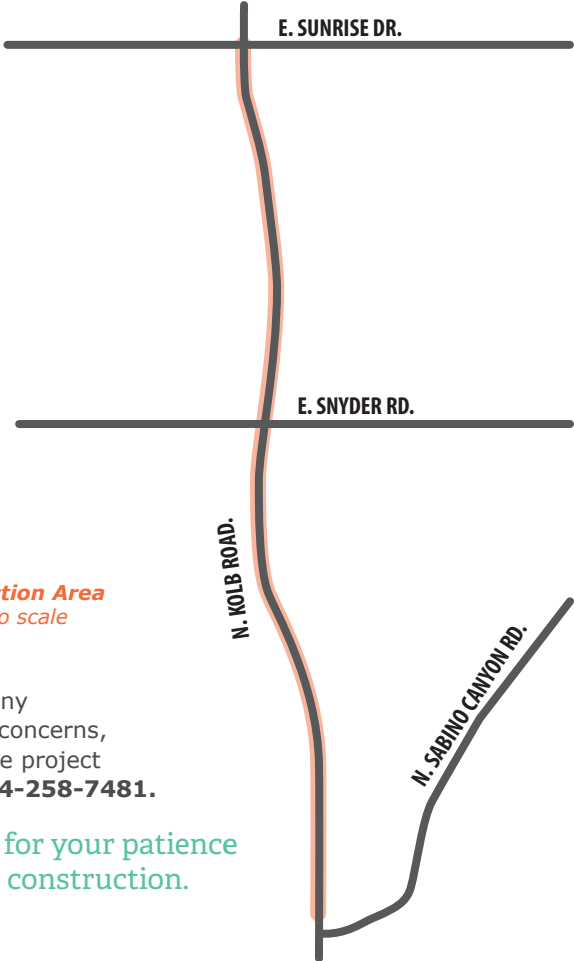 E. SUNRISE DR.
E. SNYDER RD.
N. KOLB ROAD.
N. SABINO CANYON RD.
tion Area
o scale
ny
concerns,
e project
4-258-7481.
for your patience
construction.